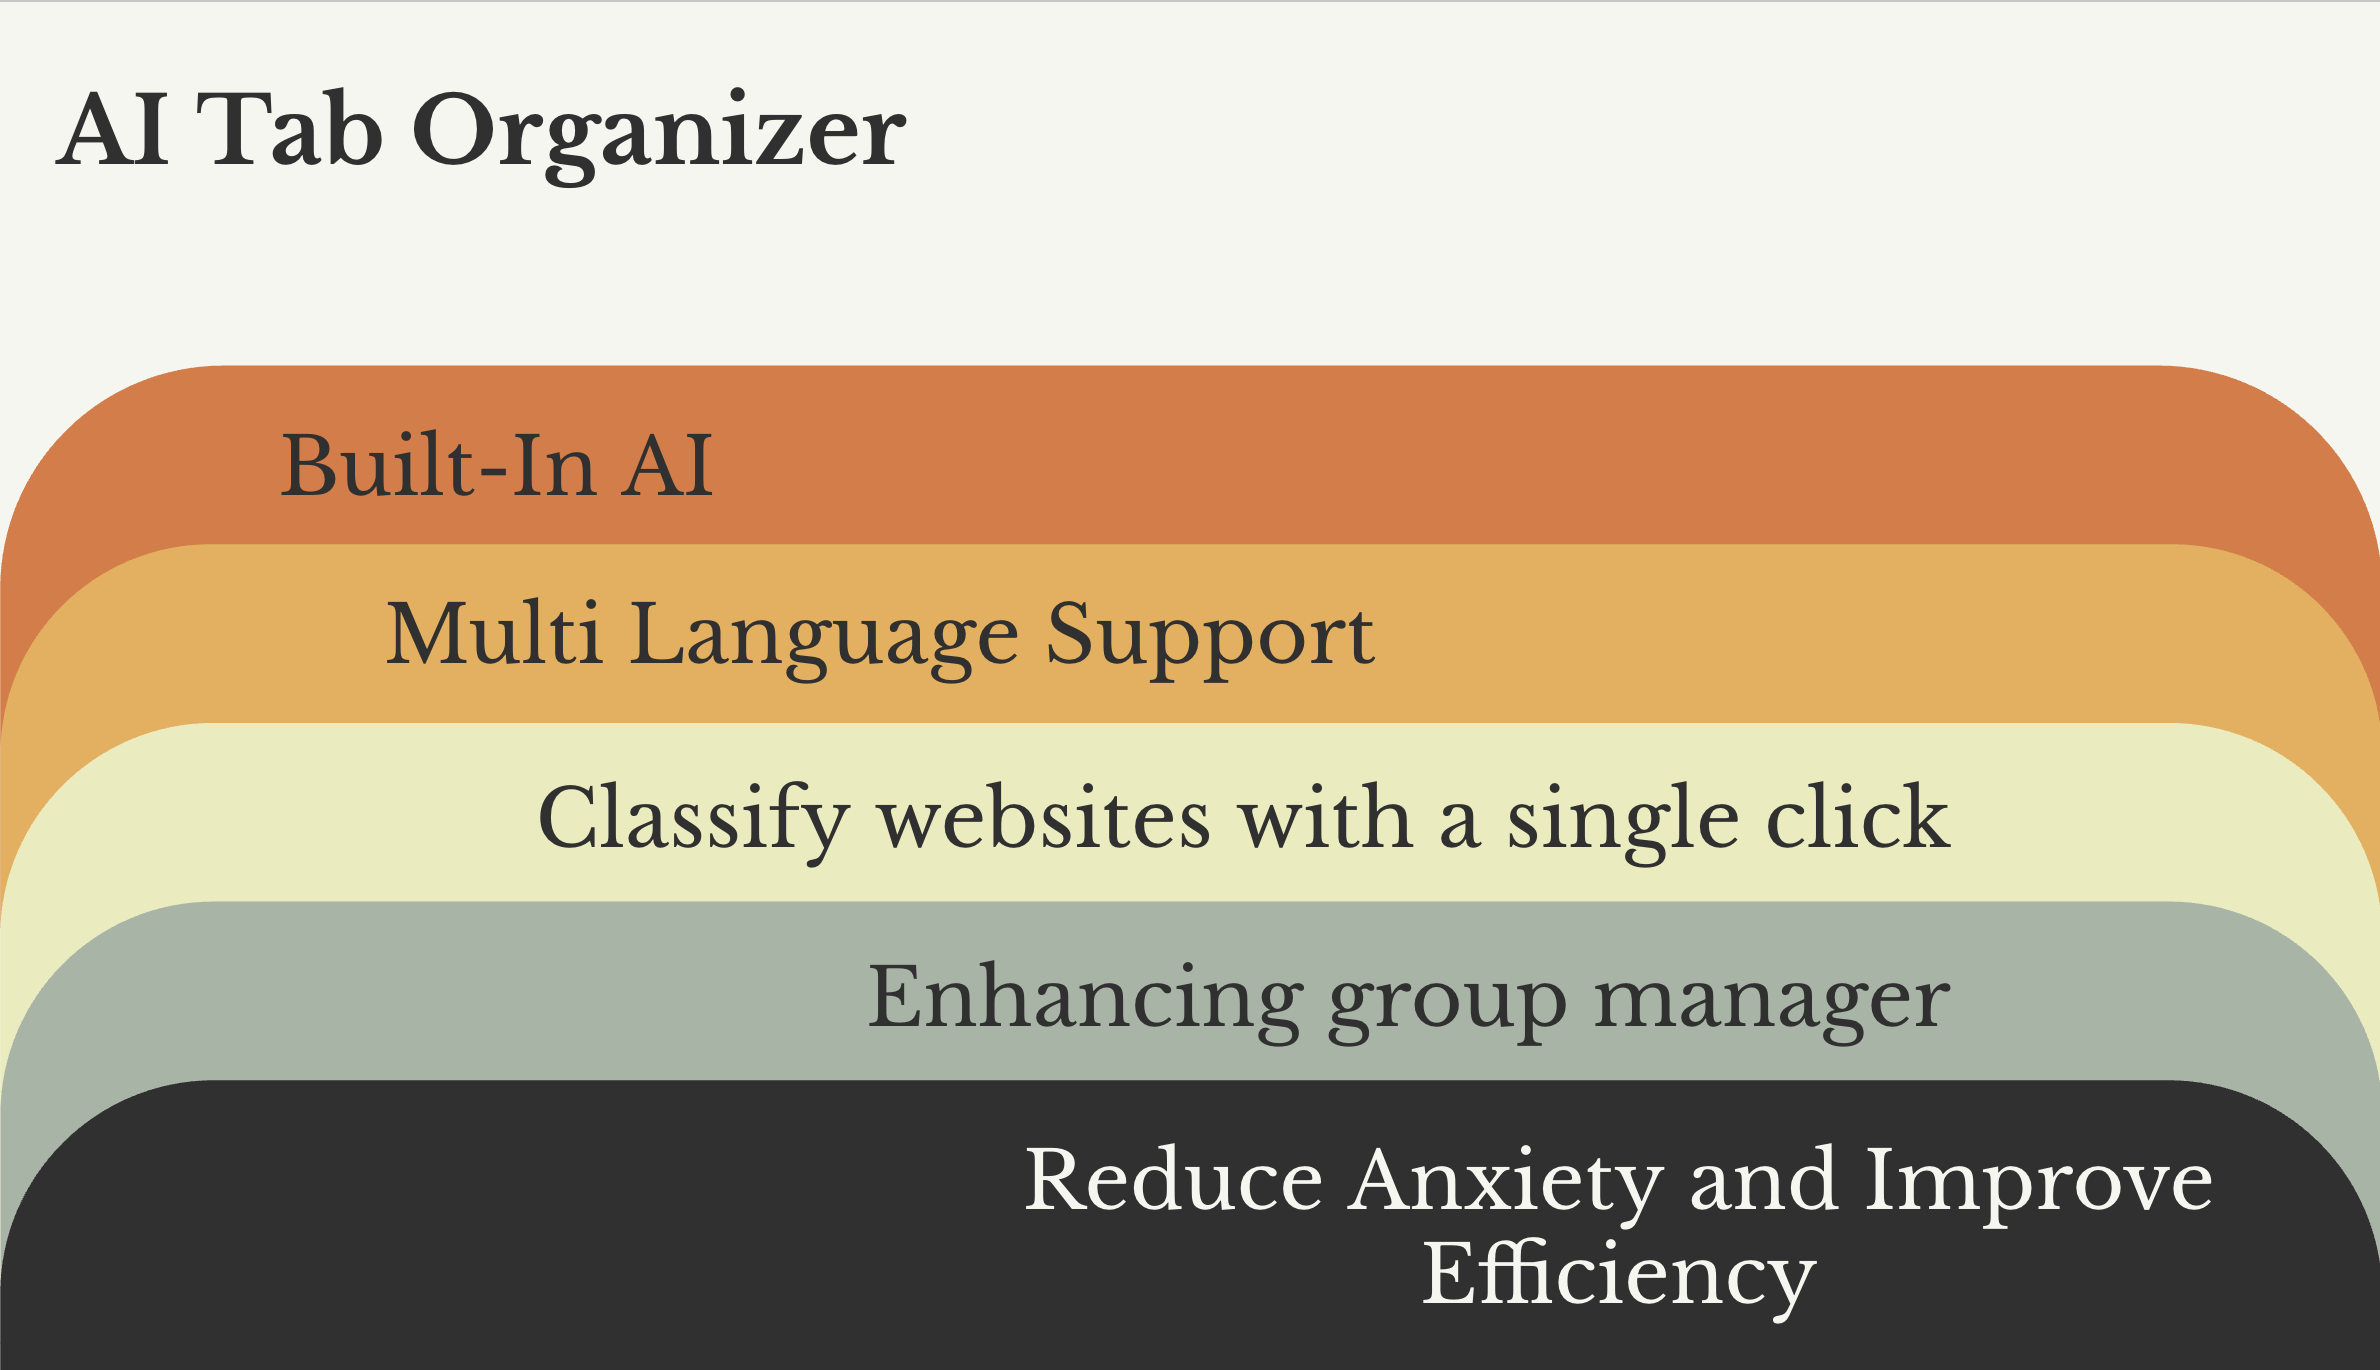 AI Tab Organizer
Built-In AI
Multi Language Support
Classify websites with a single click
Enhancing group manager
Reduce Anxiety and Improve
Efficiency